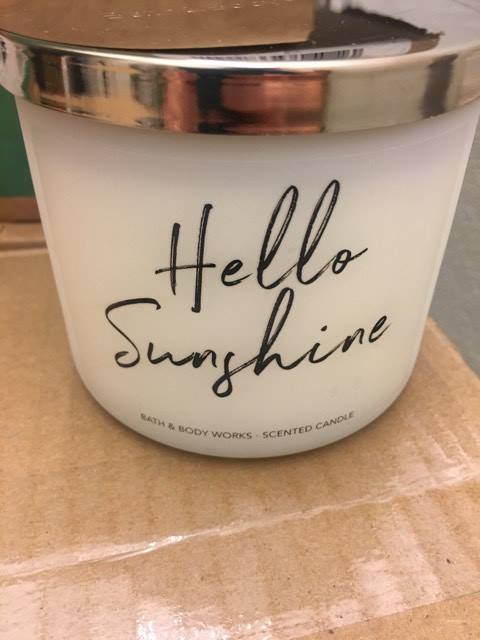 Hello
Sunshine
BATH & BODY WORKS · SCENTED CANDLE